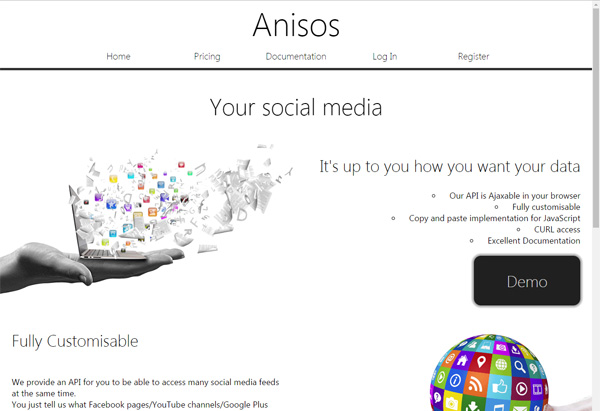 Anisos
Home Pricing Documentation Log In Register
Your social media
It's up to you how you want your data
Our API is Ajaxable in your browser
Fully customisable
Copy and paste implementation for JavaScript
CURL access
Excellent Documentation
Demo
Fully Customisable
We provide an API for you to be able to access many social media feeds
at the same time.
You just tell us what Facebook pages/YouTube channels/Google Plus